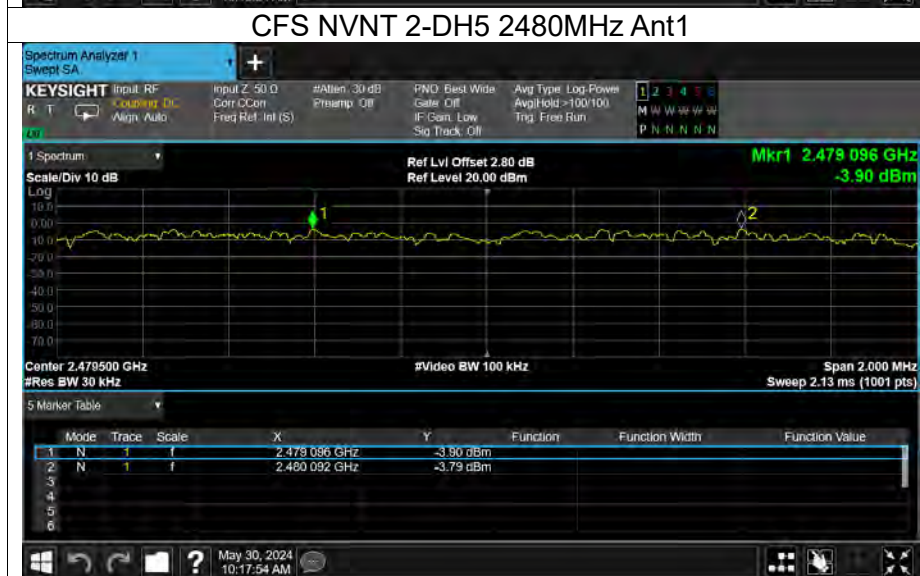 CFS NVNT 2-DH5 2480MHz Ant1
Spectrum Analyzer 1
Swept SA
+
KEYSIGHT Input: RF Input Z: 50 Ω #Atten: 30 dB PNO: Best Wide Avg Type: Log-Power 1 2 3 4 5 6
R T Coupling: DC Corr CCorr Preamp: Off Gate: Off Avg|Hold:>100/100 M W W W W W
Align: Auto Freq Ref: Int (S) IF Gain: Low Trig: Free Run P N N N N N
Sig Track: Off
1 Spectrum
Ref Lvl Offset 2.80 dB Mkr1 2.479 096 GHz
Scale/Div 10 dB Ref Level 20.00 dBm -3.90 dBm
Log
10.0
0.00
-10.0
-20.0
-30.0
-40.0
-50.0
-60.0
-70.0
1
2
Center 2.479500 GHz #Video BW 100 kHz Span 2.000 MHz
#Res BW 30 kHz Sweep 2.13 ms (1001 pts)
5 Marker Table
Mode Trace Scale X Y Function Function Width Function Value
1 N 1 f 2.479 096 GHz -3.90 dBm
2 N 1 f 2.480 092 GHz -3.79 dBm
3
4
5
6
? May 30, 2024
10:17:54 AM